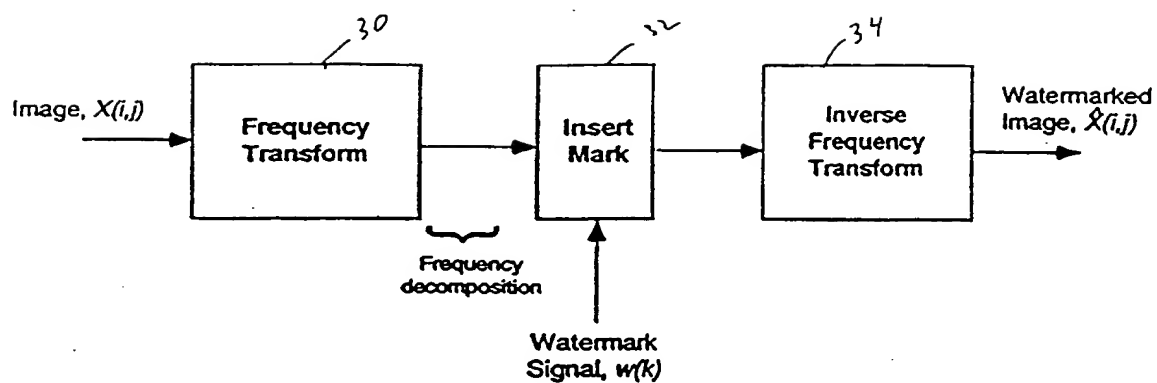 30
32
34
Image, X(i,j)
Frequency
Transform
Insert
Mark
Inverse
Frequency
Transform
Watermarked
Image, X̂(i,j)
Frequency
decomposition
Watermark
Signal, w(k)